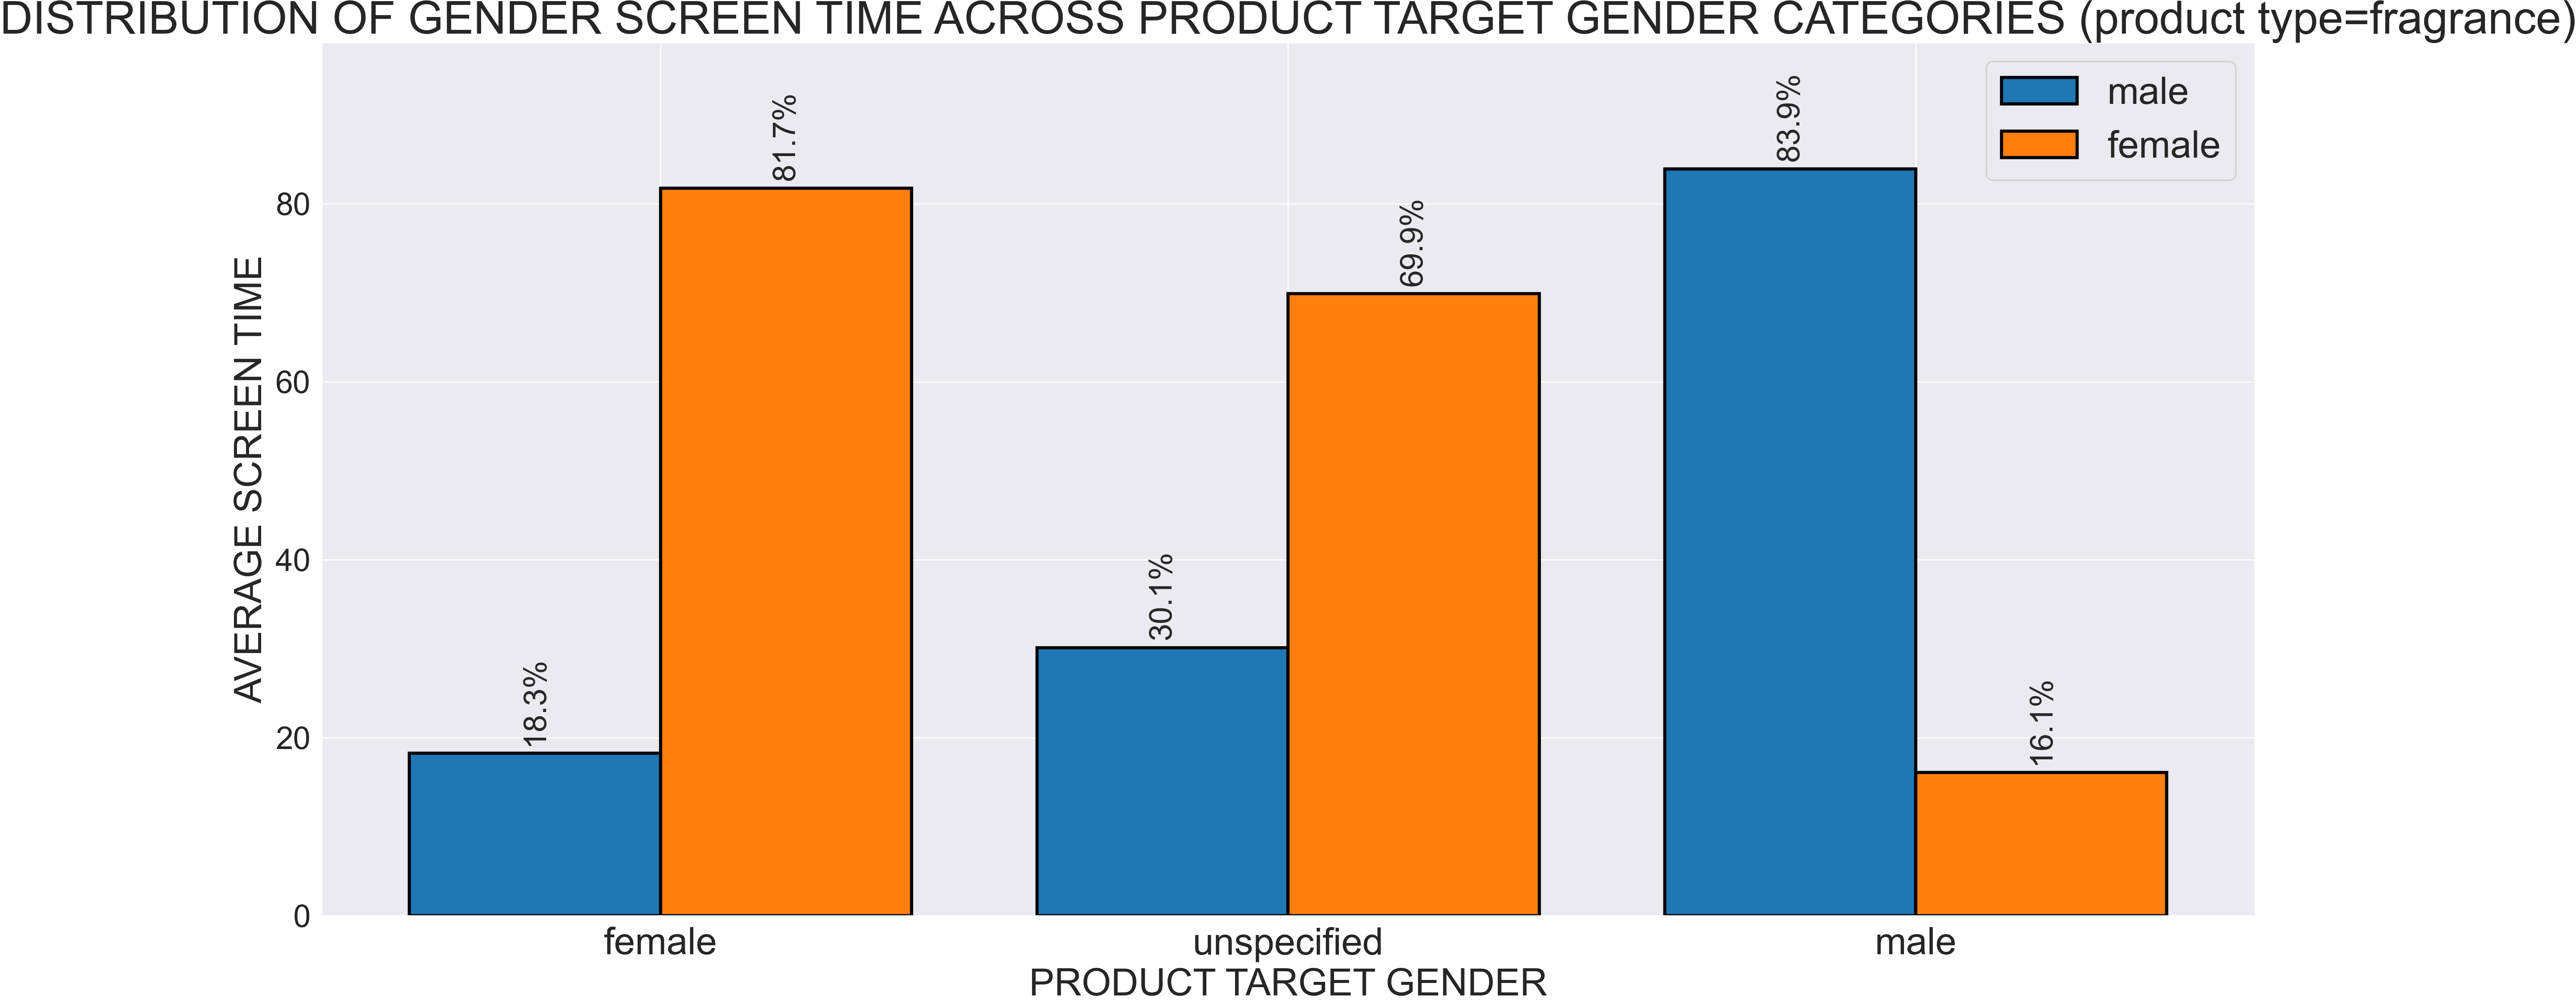 DISTRIBUTION OF GENDER SCREEN TIME ACROSS PRODUCT TARGET GENDER CATEGORIES (product type=fragrance)
male
female
AVERAGE SCREEN TIME
80
60
40
20
0
18.3%
81.7%
30.1%
69.9%
83.9%
16.1%
female
unspecified
male
PRODUCT TARGET GENDER